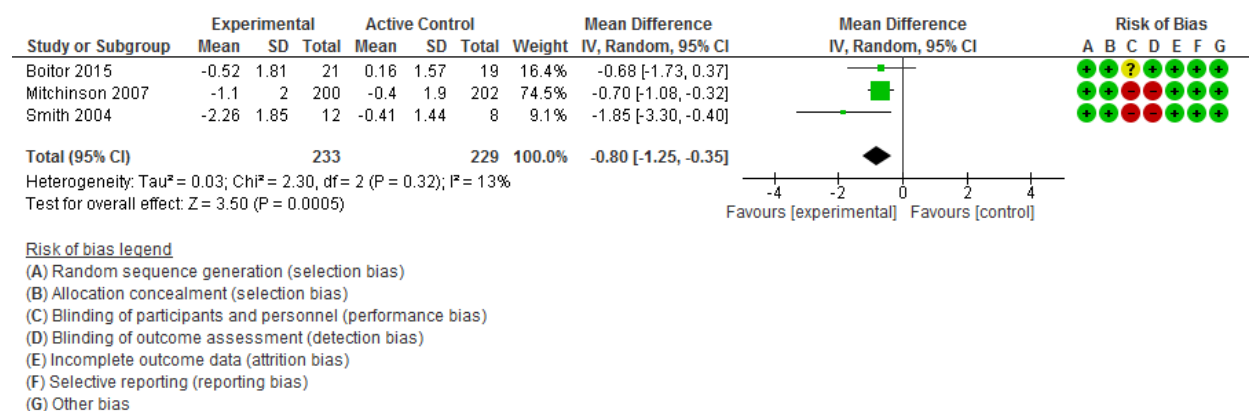 Experimental Active Control Mean Difference Mean Difference Risk of Bias
Study or Subgroup Mean SD Total Mean SD Total Weight IV, Random, 95% CI IV, Random, 95% CI A B C D E F G
Boitor 2015 -0.52 1.81 21 0.16 1.57 19 16.4% -0.68 [-1.73, 0.37] + + ? + + + +
Mitchinson 2007 -1.1 2 200 -0.4 1.9 202 74.5% -0.70 [-1.08, -0.32] + + − − + + +
Smith 2004 -2.26 1.85 12 -0.41 1.44 8 9.1% -1.85 [-3.30, -0.40] + + − − + + +
Total (95% CI) 233 229 100.0% -0.80 [-1.25, -0.35]
Heterogeneity: Tau² = 0.03; Chi² = 2.30, df = 2 (P = 0.32); I² = 13%
Test for overall effect: Z = 3.50 (P = 0.0005)
-4 -2 0 2 4
Favours [experimental] Favours [control]
Risk of bias legend
(A) Random sequence generation (selection bias)
(B) Allocation concealment (selection bias)
(C) Blinding of participants and personnel (performance bias)
(D) Blinding of outcome assessment (detection bias)
(E) Incomplete outcome data (attrition bias)
(F) Selective reporting (reporting bias)
(G) Other bias